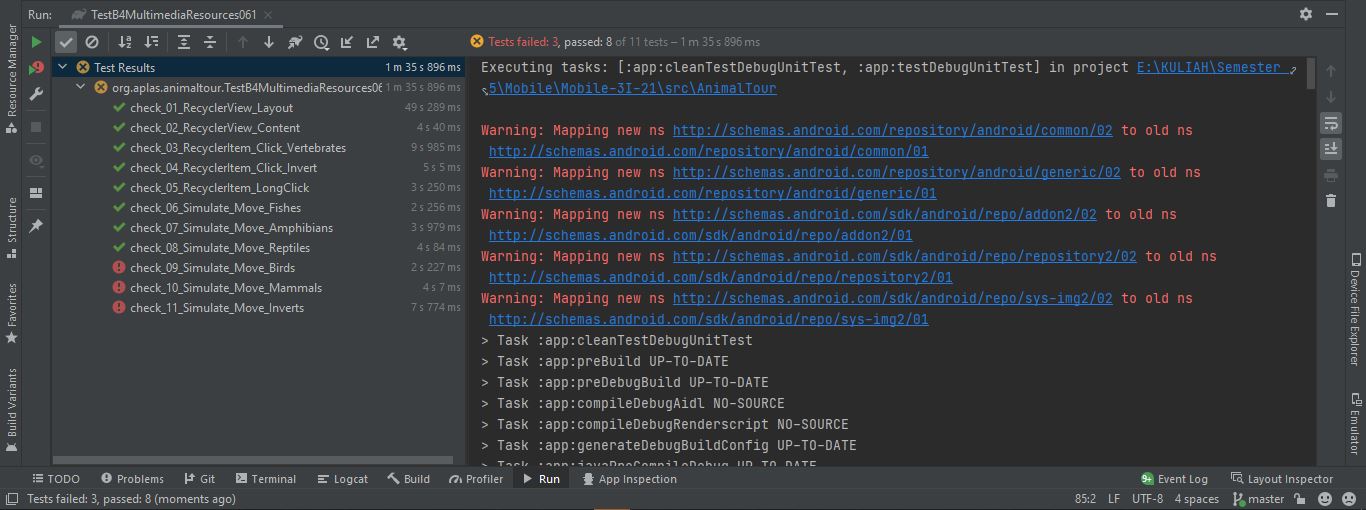 Run: TestB4MultimediaResources061
Tests failed: 3, passed: 8 of 11 tests – 1 m 35 s 896 ms
Test Results 1 m 35 s 896 ms
org.aplas.animaltour.TestB4MultimediaResources06 1 m 35 s 896 ms
check_01_RecyclerView_Layout 49 s 289 ms
check_02_RecyclerView_Content 4 s 40 ms
check_03_RecyclerItem_Click_Vertebrates 9 s 985 ms
check_04_RecyclerItem_Click_Invert 5 s 5 ms
check_05_RecyclerItem_LongClick 3 s 250 ms
check_06_Simulate_Move_Fishes 2 s 256 ms
check_07_Simulate_Move_Amphibians 3 s 979 ms
check_08_Simulate_Move_Reptiles 4 s 84 ms
check_09_Simulate_Move_Birds 2 s 227 ms
check_10_Simulate_Move_Mammals 4 s 7 ms
check_11_Simulate_Move_Inverts 7 s 774 ms
Executing tasks: [:app:cleanTestDebugUnitTest, :app:testDebugUnitTest] in project E:\KULIAH\Semester
5\Mobile\Mobile-3I-21\src\AnimalTour
Warning: Mapping new ns http://schemas.android.com/repository/android/common/02 to old ns
http://schemas.android.com/repository/android/common/01
Warning: Mapping new ns http://schemas.android.com/repository/android/generic/02 to old ns
http://schemas.android.com/repository/android/generic/01
Warning: Mapping new ns http://schemas.android.com/sdk/android/repo/addon2/02 to old ns
http://schemas.android.com/sdk/android/repo/addon2/01
Warning: Mapping new ns http://schemas.android.com/sdk/android/repo/repository2/02 to old ns
http://schemas.android.com/sdk/android/repo/repository2/01
Warning: Mapping new ns http://schemas.android.com/sdk/android/repo/sys-img2/02 to old ns
http://schemas.android.com/sdk/android/repo/sys-img2/01
> Task :app:cleanTestDebugUnitTest
> Task :app:preBuild UP-TO-DATE
> Task :app:preDebugBuild UP-TO-DATE
> Task :app:compileDebugAidl NO-SOURCE
> Task :app:compileDebugRenderscript NO-SOURCE
> Task :app:generateDebugBuildConfig UP-TO-DATE
> Task :app:javaPreCompileDebug UP-TO-DATE
Resource Manager
Structure
Favorites
Build Variants
Device File Explorer
Emulator
TODO Problems Git Terminal Logcat Build Profiler Run App Inspection 9+ Event Log Layout Inspector
Tests failed: 3, passed: 8 (moments ago) 85:2 LF UTF-8 4 spaces master